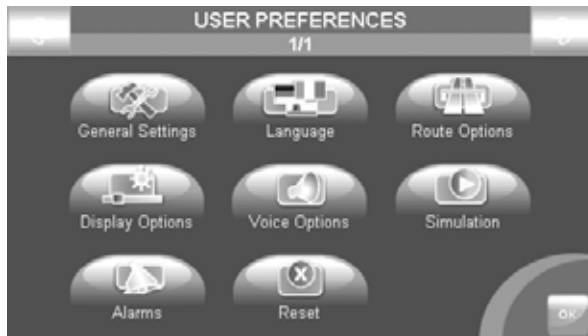 USER PREFERENCES
1/1
General Settings
Language
Route Options
Display Options
Voice Options
Simulation
Alarms
Reset
OK